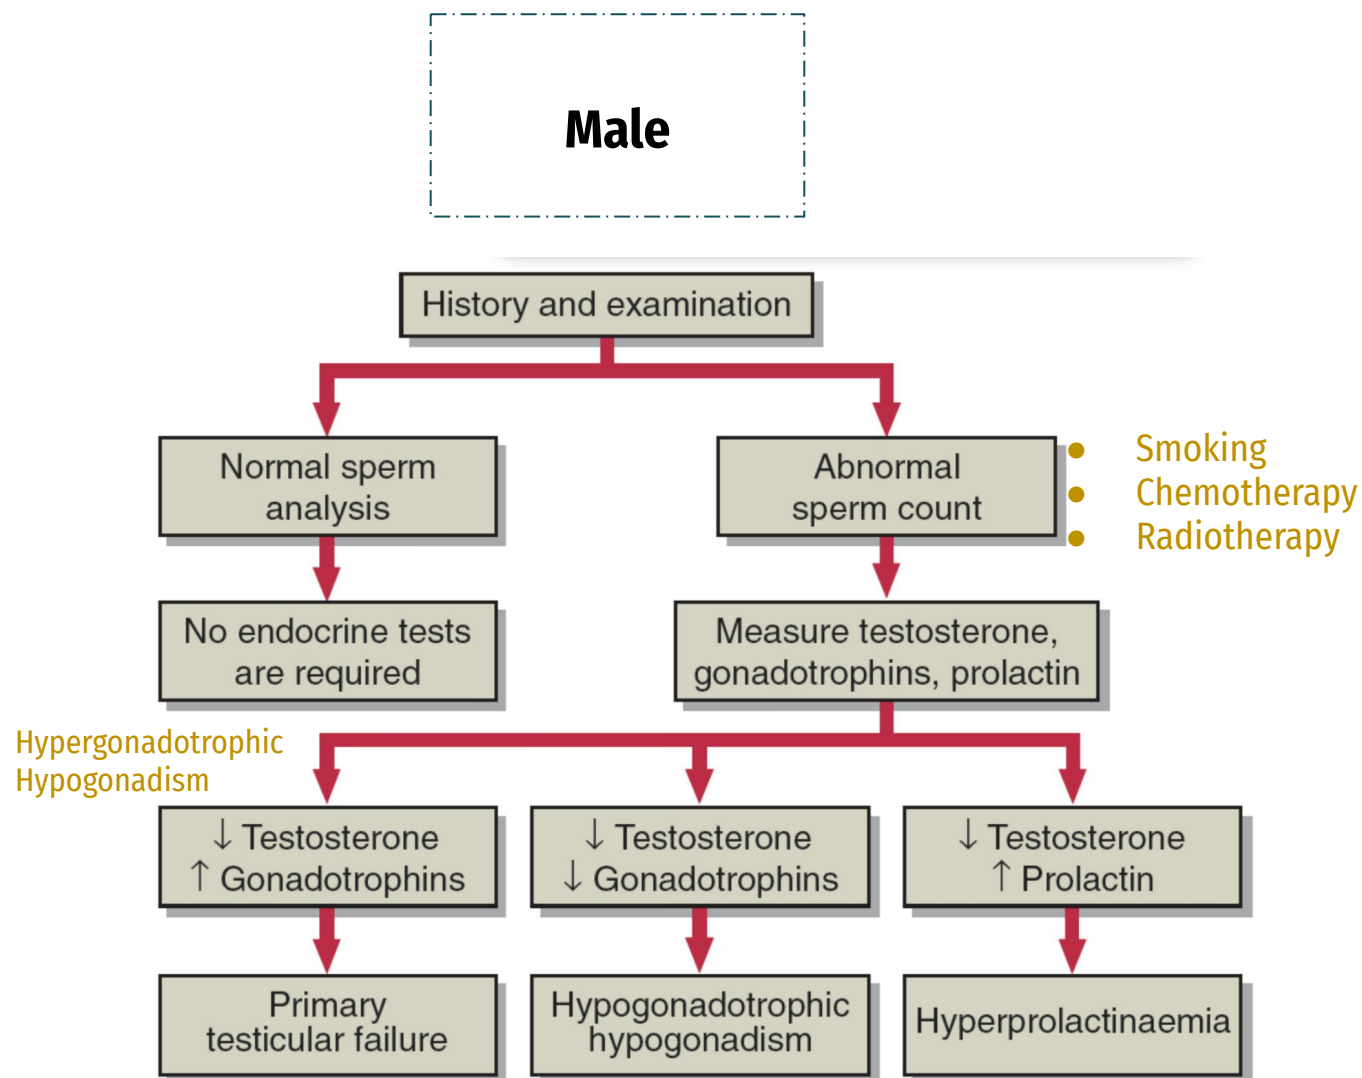 Male
History and examination
Normal sperm
analysis
Abnormal
sperm count
● Smoking
● Chemotherapy
● Radiotherapy
No endocrine tests
are required
Measure testosterone,
gonadotrophins, prolactin
Hypergonadotrophic
Hypogonadism
↓ Testosterone
↑ Gonadotrophins
↓ Testosterone
↓ Gonadotrophins
↓ Testosterone
↑ Prolactin
Primary
testicular failure
Hypogonadotrophic
hypogonadism
Hyperprolactinaemia